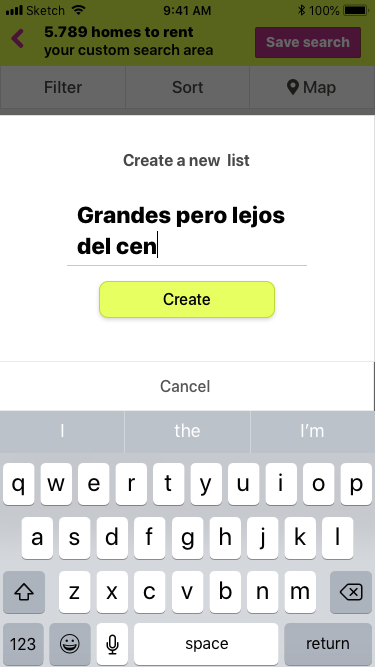 Sketch 9:41 AM 100%
5.789 homes to rent
your custom search area
Save search
Filter Sort Map
Create a new list
Grandes pero lejos
del cen
Create
Cancel
I the I'm
q w e r t y u i o p
a s d f g h j k l
z x c v b n m
123 space return